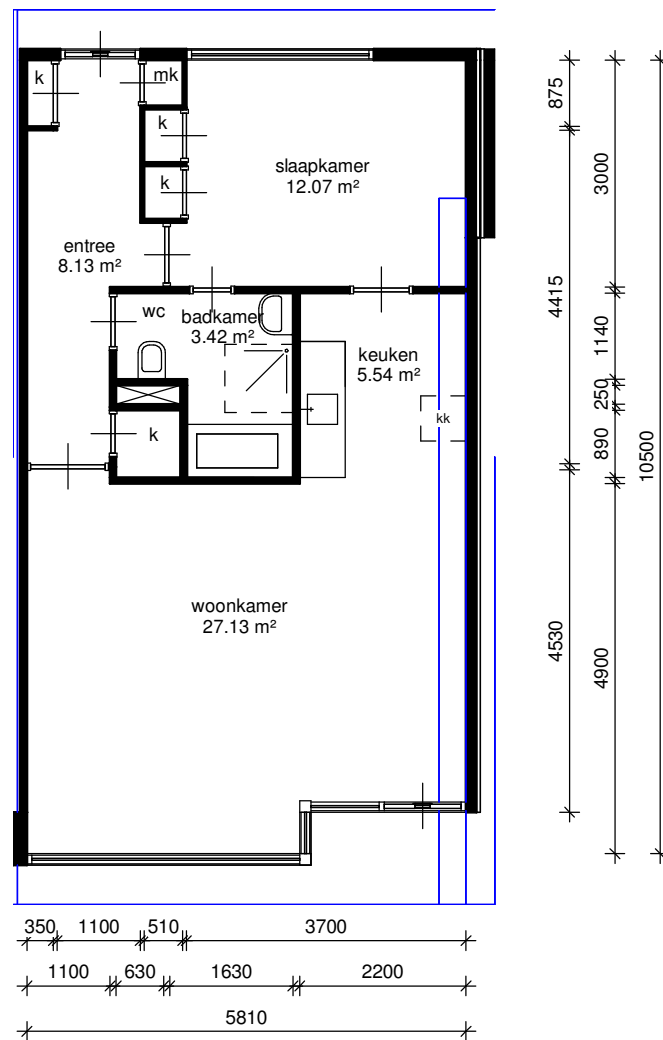 k
mk
k
k
slaapkamer
12.07 m²
entree
8.13 m²
wc
badkamer
3.42 m²
keuken
5.54 m²
kk
k
woonkamer
27.13 m²
875
3000
4415
1140
250
890
10500
4530
4900
350 1100 510 3700
1100 630 1630 2200
5810